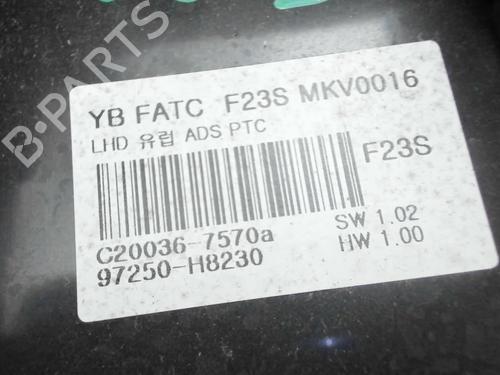 YB FATC F23S MKV0016
LHD 유럽 ADS PTC
F23S
C20036-7570a
97250-H8230
SW 1.02
HW 1.00
B-PARTS